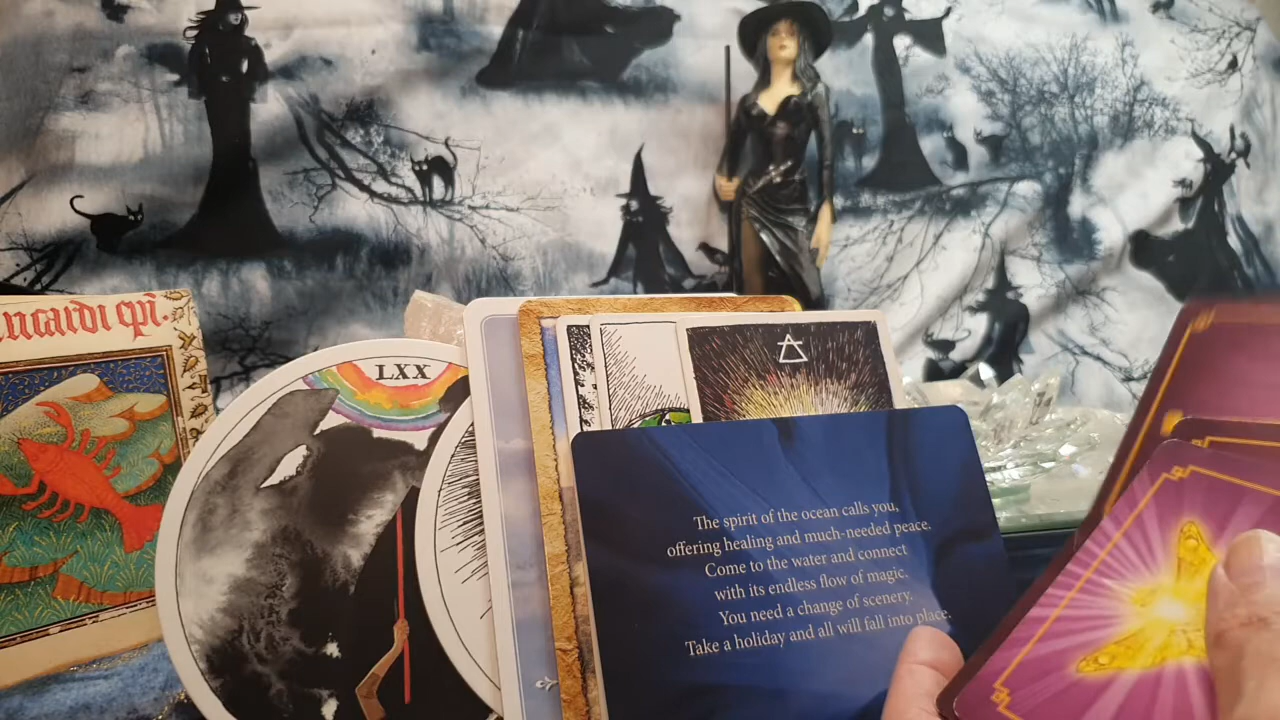 ncardi cpi.
LXX
The spirit of the ocean calls you,
offering healing and much-needed peace.
Come to the water and connect
with its endless flow of magic.
You need a change of scenery.
Take a holiday and all will fall into place.